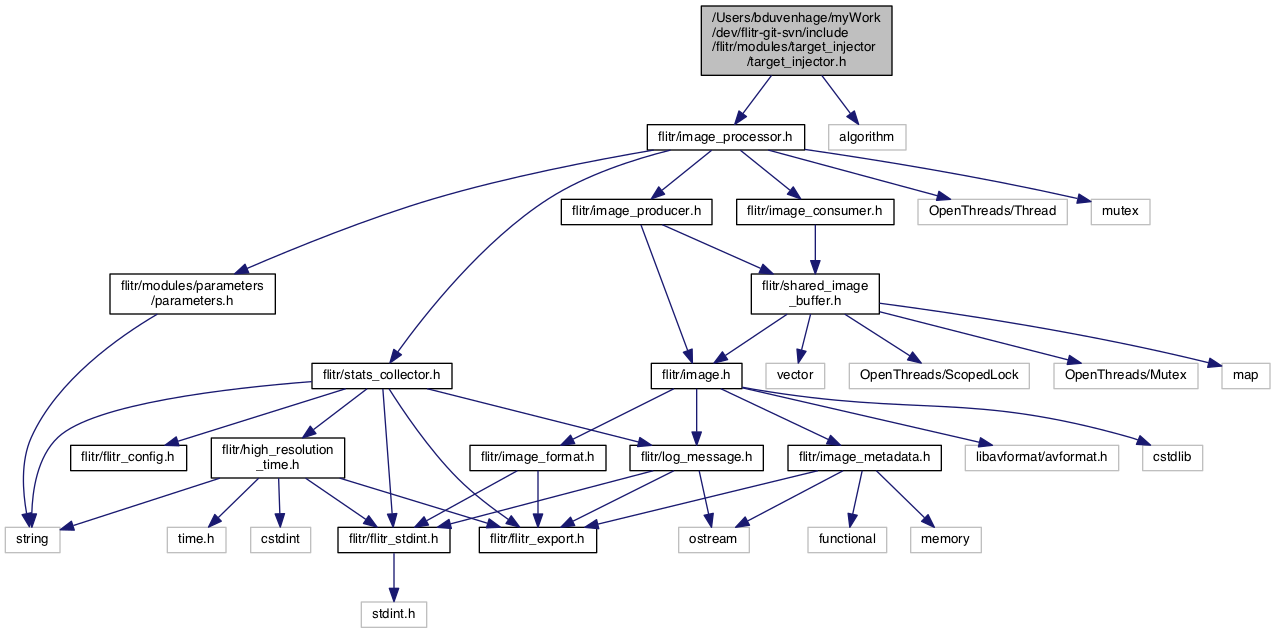 /Users/bduvenhage/myWork
/dev/flitr-git-svn/include
/flitr/modules/target_injector
/target_injector.h
flitr/image_processor.h
algorithm
flitr/image_producer.h
flitr/image_consumer.h
OpenThreads/Thread
mutex
flitr/modules/parameters
/parameters.h
flitr/shared_image
_buffer.h
flitr/stats_collector.h
flitr/image.h
vector
OpenThreads/ScopedLock
OpenThreads/Mutex
map
flitr/flitr_config.h
flitr/high_resolution
_time.h
flitr/image_format.h
flitr/log_message.h
flitr/image_metadata.h
libavformat/avformat.h
cstdlib
string
time.h
cstdint
flitr/flitr_stdint.h
flitr/flitr_export.h
ostream
functional
memory
stdint.h